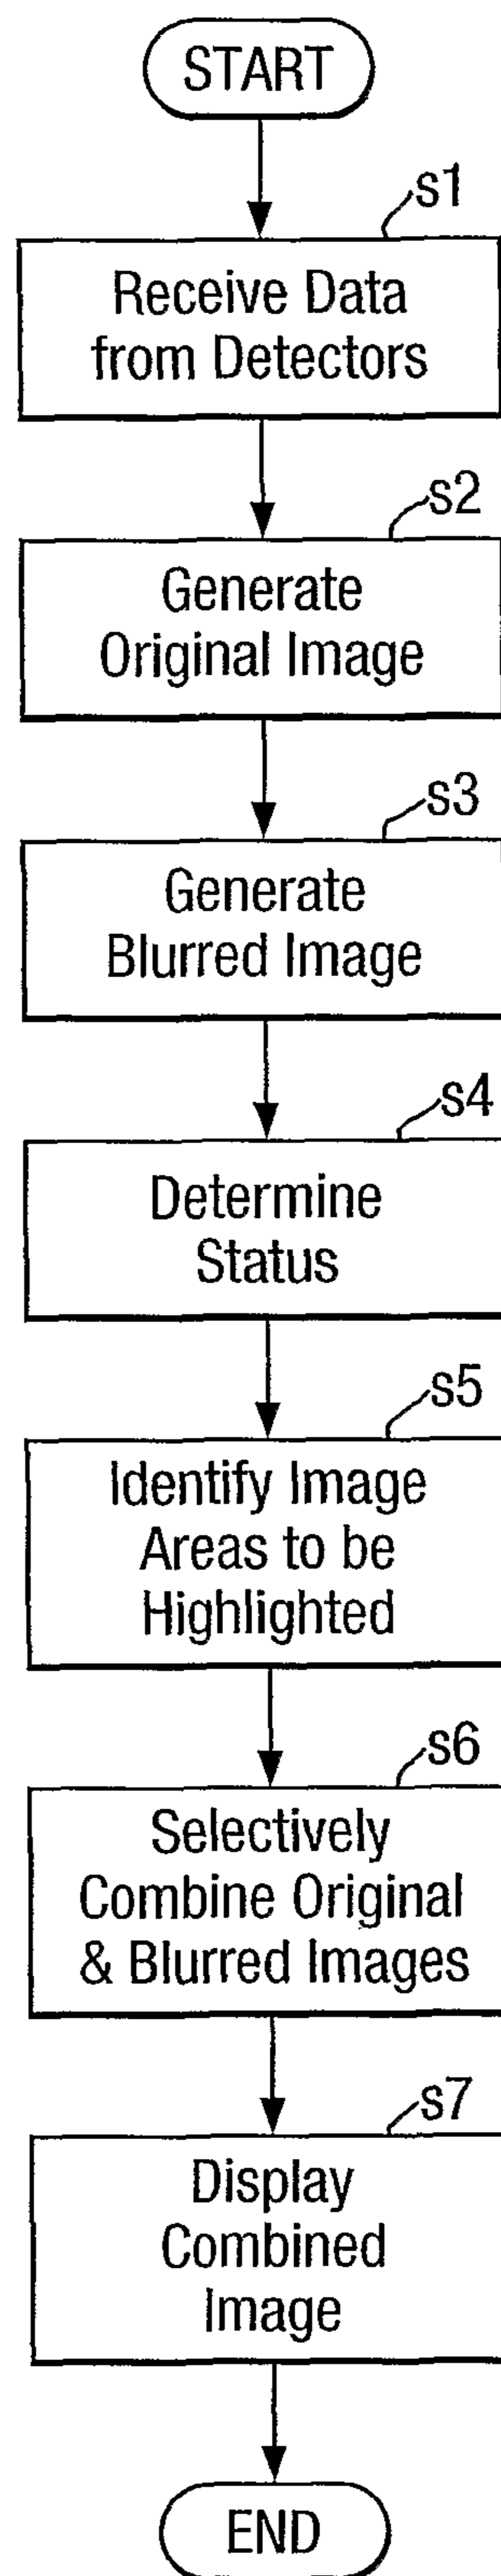 START
s1
Receive Data
from Detectors
s2
Generate
Original Image
s3
Generate
Blurred Image
s4
Determine
Status
s5
Identify Image
Areas to be
Highlighted
s6
Selectively
Combine Original
& Blurred Images
s7
Display
Combined
Image
END